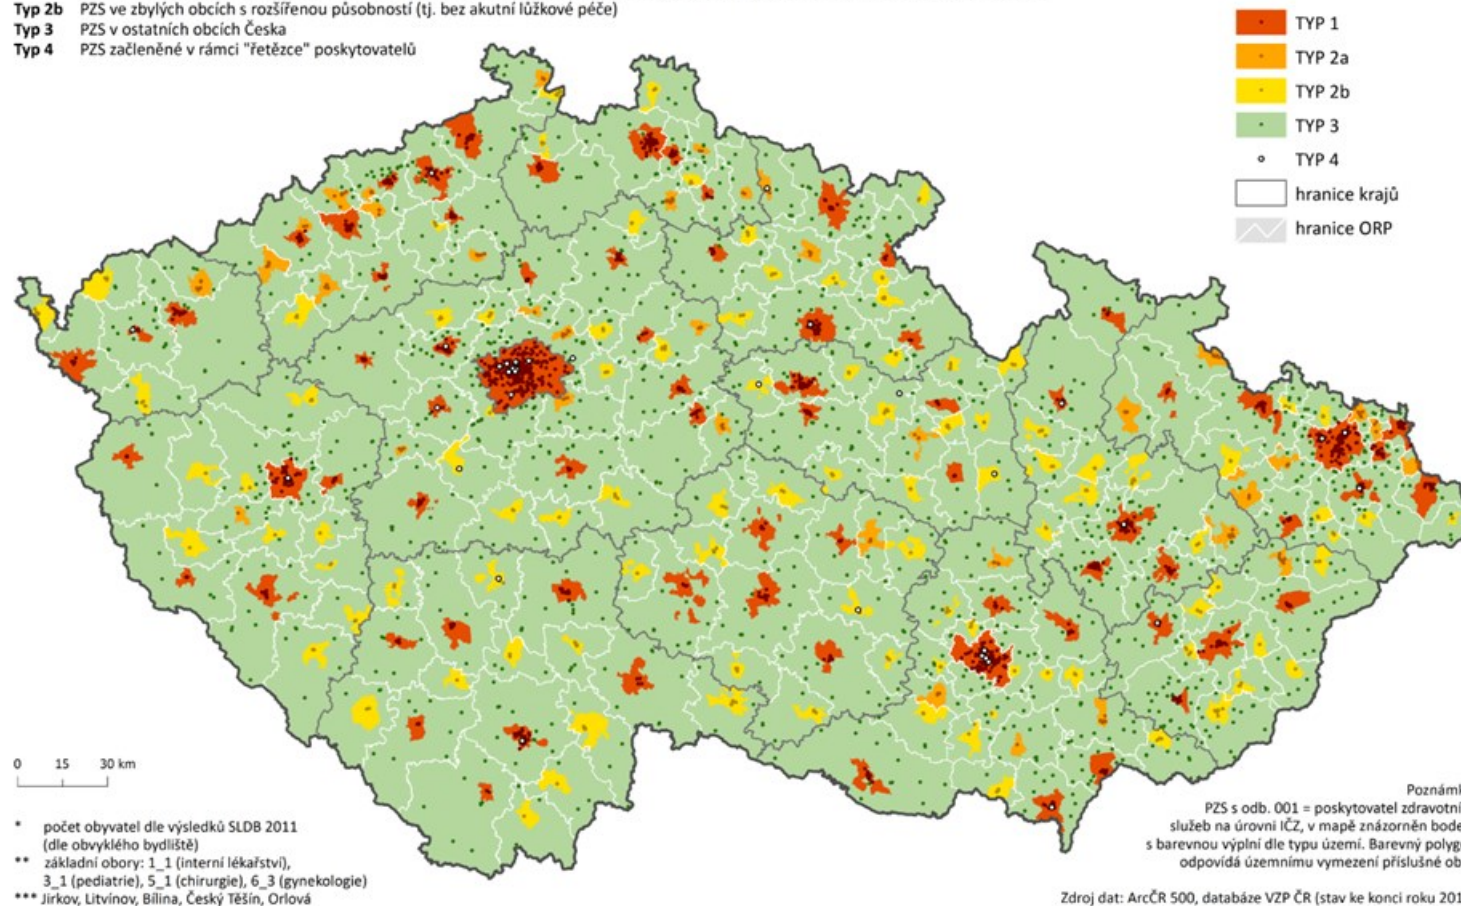 Typ 2b PZS ve zbylých obcích s rozšířenou působností (tj. bez akutní lůžkové péče)
Typ 3 PZS v ostatních obcích Česka
Typ 4 PZS začleněné v rámci "řetězce" poskytovatelů
TYP 1
TYP 2a
TYP 2b
TYP 3
TYP 4
hranice krajů
hranice ORP
0 15 30 km
* počet obyvatel dle výsledků SLDB 2011
(dle obvyklého bydliště)
** základní obory: 1_1 (interní lékařství),
3_1 (pediatrie), 5_1 (chirurgie), 6_3 (gynekologie)
*** Jirkov, Litvínov, Bílina, Český Těšín, Orlová
Poznámk
PZS s odb. 001 = poskytovatel zdravotní
služeb na úrovni IČZ, v mapě znázorněn bode
s barevnou výplní dle typu území. Barevný polyg
odpovídá územnímu vymezení příslušné ob
Zdroj dat: ArcČR 500, databáze VZP ČR (stav ke konci roku 201